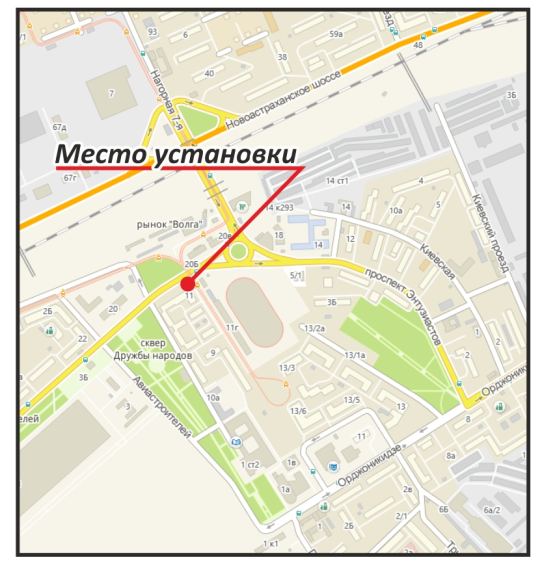 93
6
59а
48
38
40
7
Нагорная 7-я
Новоастраханское шоссе
3Б
67д
67г
Место установки
14 к293
14 ст1
14
4
5
10а
рынок "Волга"
20в
18
14
12
Киевская
Киевский проезд
20Б
5/1
проспект Энтузиастов
11
3Б
2Б
20
сквер
Дружбы народов
11г
13/2а
22
9
13/3
13/1а
2
1
2
3Б
Авиастроителей
3
10а
13/6
13/5
13
Орджоники
8
елей
11
1 ст2
1в
1а
Орджоникидзе
8а
2в
6Б
6а/2
2/1
1
2Б
1 к1